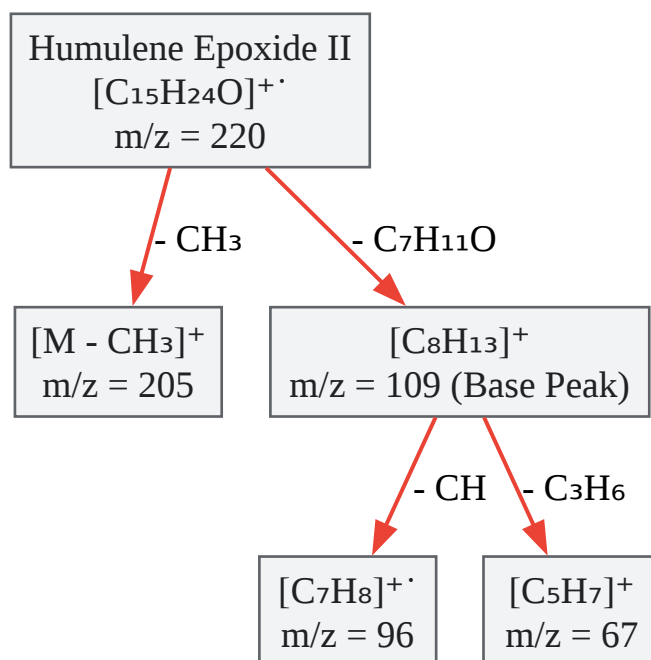 Humulene Epoxide II
[C₁₅H₂₄O]⁺˙
m/z = 220
- CH₃
- C₇H₁₁O
[M - CH₃]⁺
m/z = 205
[C₈H₁₃]⁺
m/z = 109 (Base Peak)
- CH
- C₃H₆
[C₇H₈]⁺˙
m/z = 96
[C₅H₇]⁺
m/z = 67